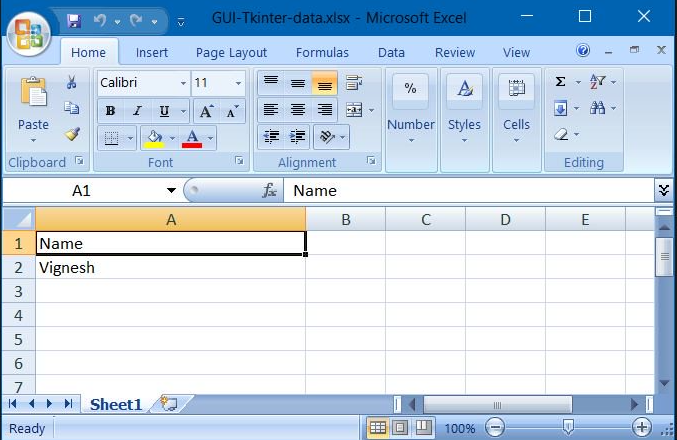 GUI-Tkinter-data.xlsx - Microsoft Excel
Home Insert Page Layout Formulas Data Review View
Calibri 11 % A Σ
Paste B I U A A Number Styles Cells
A
Clipboard Font Alignment Editing
A1 fx Name
A B C D E
1 Name
2 Vignesh
3
4
5
6
7
Sheet1
Ready 100%